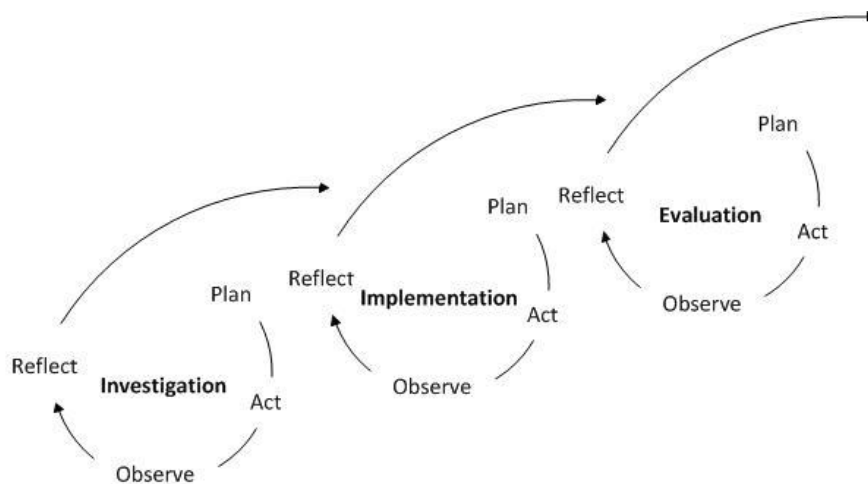 Plan
Reflect
Investigation
Act
Observe
Plan
Reflect
Implementation
Act
Observe
Plan
Reflect
Evaluation
Act
Observe